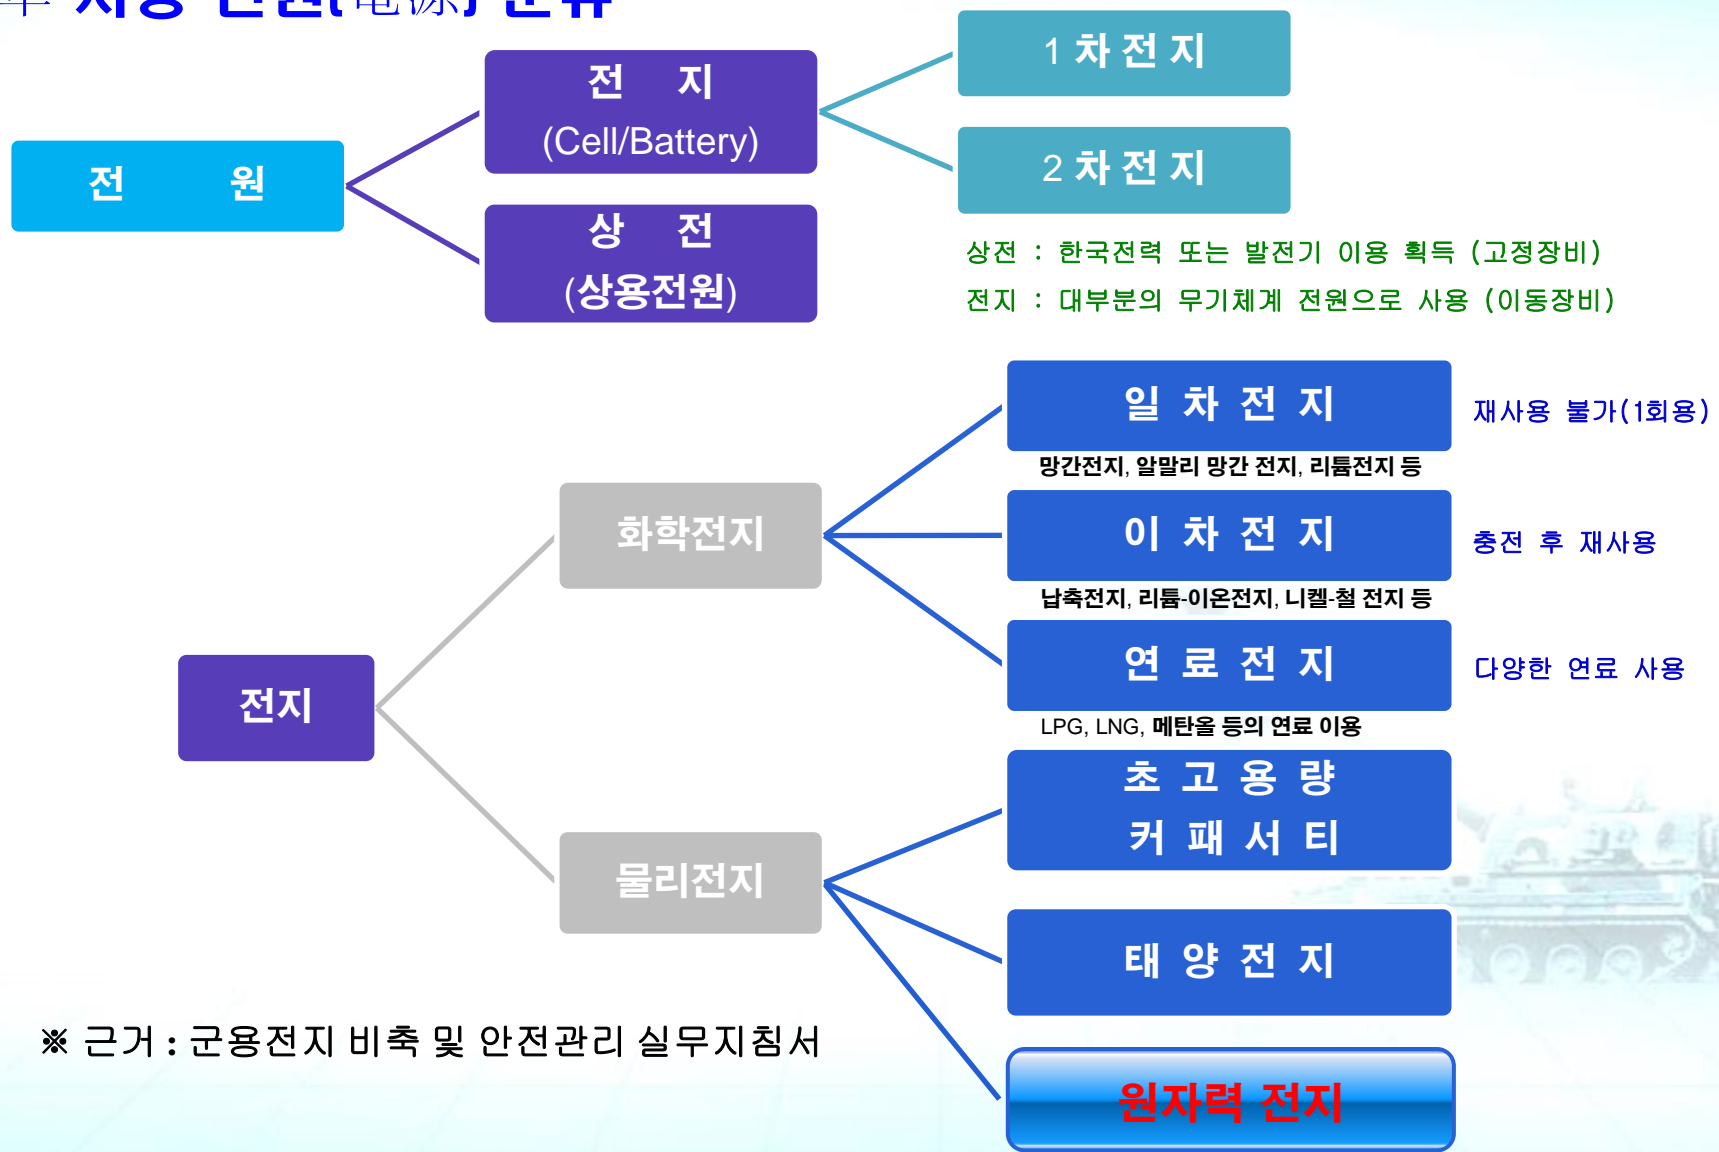 사용 전원(電源) 분류
전 지
(Cell/Battery)
1 차 전 지
2 차 전 지
전 원
상 전
(상용전원)
상전 : 한국전력 또는 발전기 이용 획득 (고정장비)
전지 : 대부분의 무기체계 전원으로 사용 (이동장비)
일 차 전 지
재사용 불가(1회용)
망간전지, 알말리 망간 전지, 리튬전지 등
화학전지
이 차 전 지
충전 후 재사용
납축전지, 리튬-이온전지, 니켈-철 전지 등
연 료 전 지
다양한 연료 사용
LPG, LNG, 메탄올 등의 연료 이용
전지
초 고 용 량
커 패 서 티
물리전지
태 양 전 지
※ 근거 : 군용전지 비축 및 안전관리 실무지침서
원자력 전지